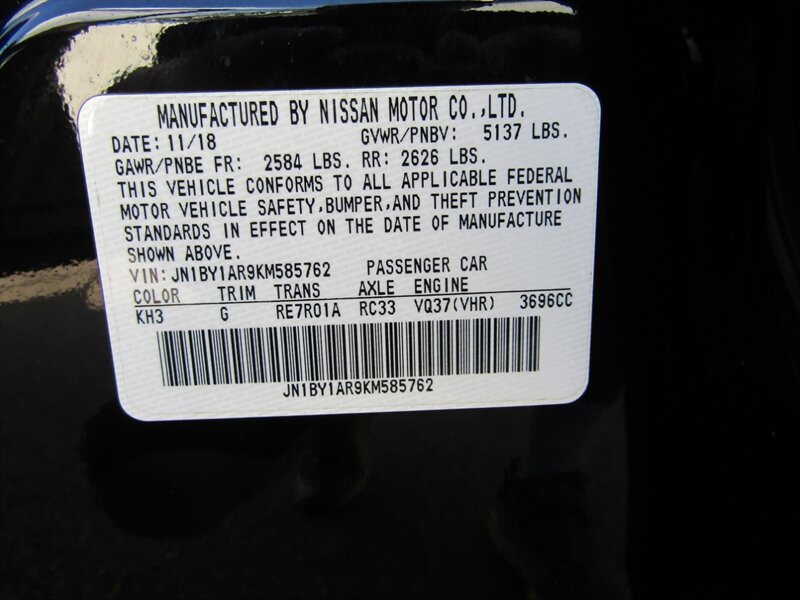 MANUFACTURED BY NISSAN MOTOR CO.,LTD.
DATE: 11/18 GVWR/PNBV: 5137 LBS.
GAWR/PNBE FR: 2584 LBS. RR: 2626 LBS.
THIS VEHICLE CONFORMS TO ALL APPLICABLE FEDERAL
MOTOR VEHICLE SAFETY,BUMPER,AND THEFT PREVENTION
STANDARDS IN EFFECT ON THE DATE OF MANUFACTURE
SHOWN ABOVE.
VIN: JN1BY1AR9KM585762 PASSENGER CAR
COLOR TRIM TRANS AXLE ENGINE
KH3 G RE7R01A RC33 VQ37(VHR) 3696CC
JN1BY1AR9KM585762